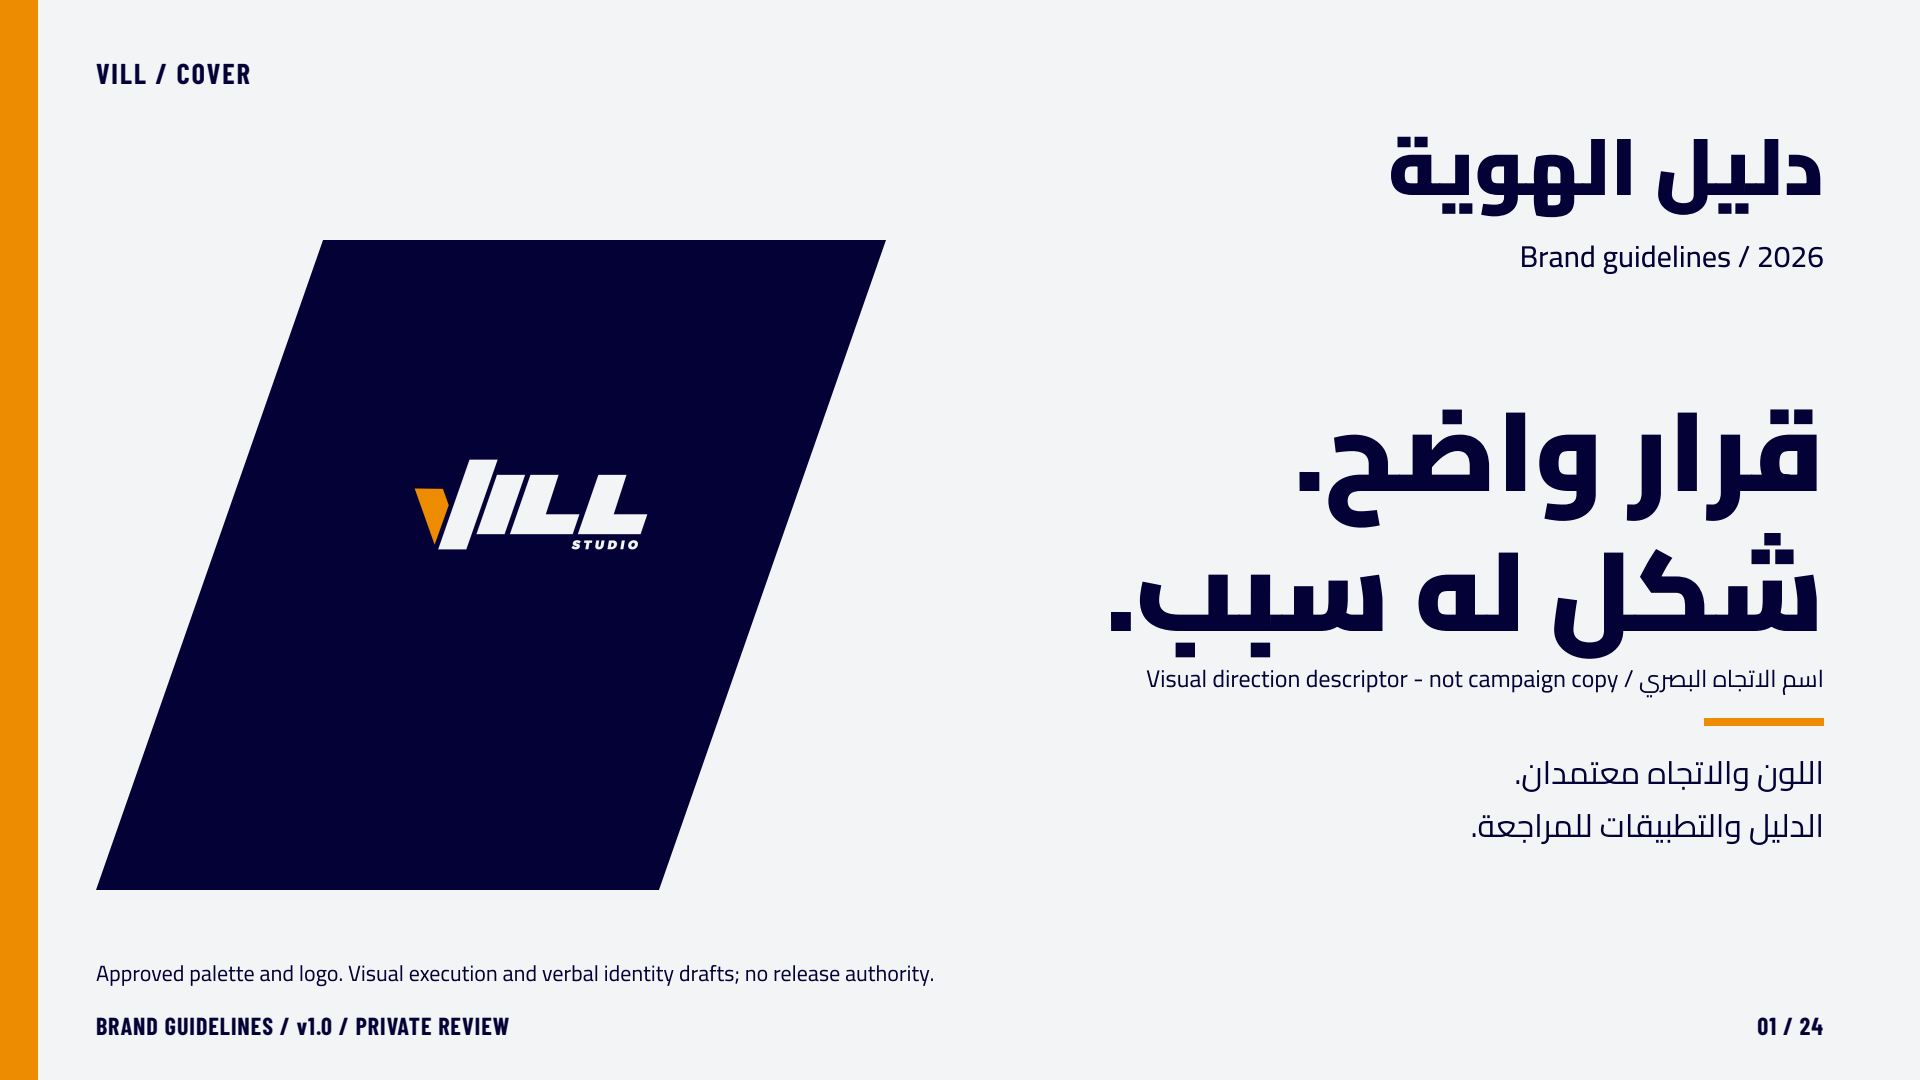 VILL / COVER
دليل الهوية
Brand guidelines / 2026
VILL
STUDIO
قرار واضح.
شكل له سبب.
اسم الاتجاه البصري / Visual direction descriptor - not campaign copy
اللون والاتجاه معتمدان.
الدليل والتطبيقات للمراجعة.
Approved palette and logo. Visual execution and verbal identity drafts; no release authority.
BRAND GUIDELINES / v1.0 / PRIVATE REVIEW
01 / 24